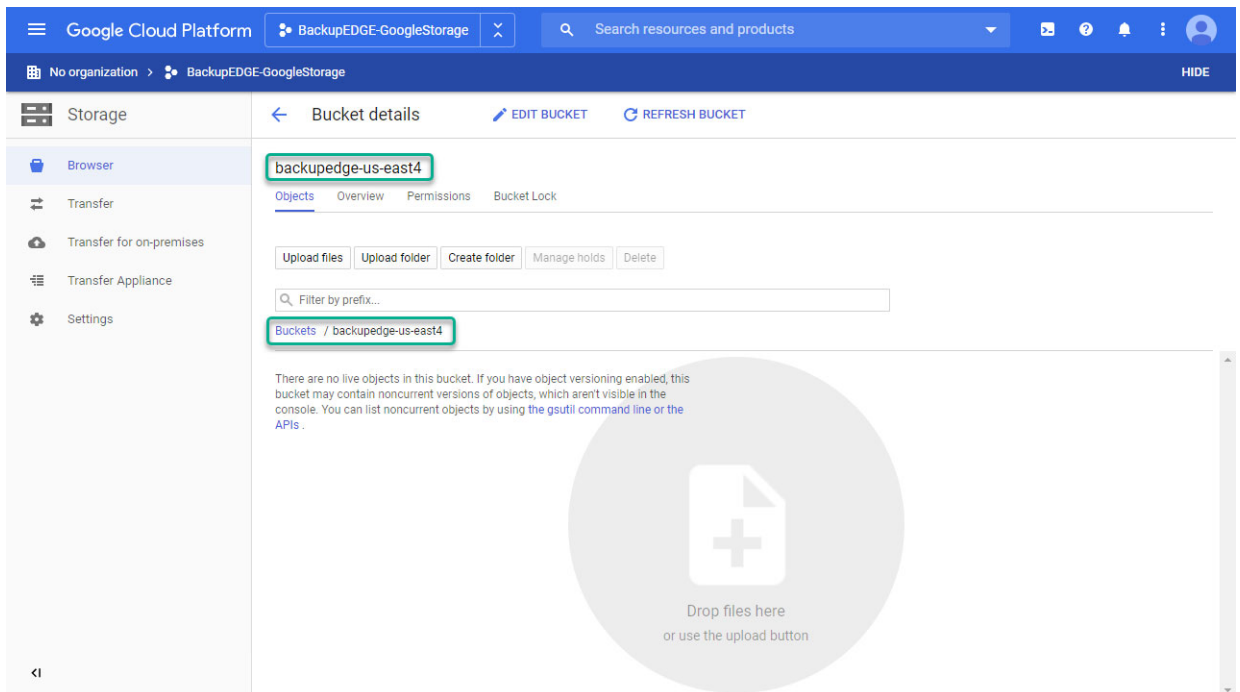 Google Cloud Platform
BackupEDGE-GoogleStorage
Search resources and products
No organization > BackupEDGE-GoogleStorage
HIDE
Storage
Bucket details
EDIT BUCKET
REFRESH BUCKET
Browser
Transfer
Transfer for on-premises
Transfer Appliance
Settings
backupedge-us-east4
Objects Overview Permissions Bucket Lock
Upload files Upload folder Create folder Manage holds Delete
Filter by prefix...
Buckets / backupedge-us-east4
There are no live objects in this bucket. If you have object versioning enabled, this
bucket may contain noncurrent versions of objects, which aren't visible in the
console. You can list noncurrent objects by using the gsutil command line or the
APIs .
Drop files here
or use the upload button